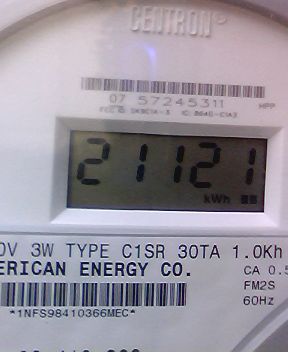 CENTRON®
07 57245311 HPP
21121
kWh
0V 3W TYPE C1SR 30TA 1.0Kh
ERICAN ENERGY CO. CA 0.5
FM2S
60Hz
*1NFS98410366MEC*